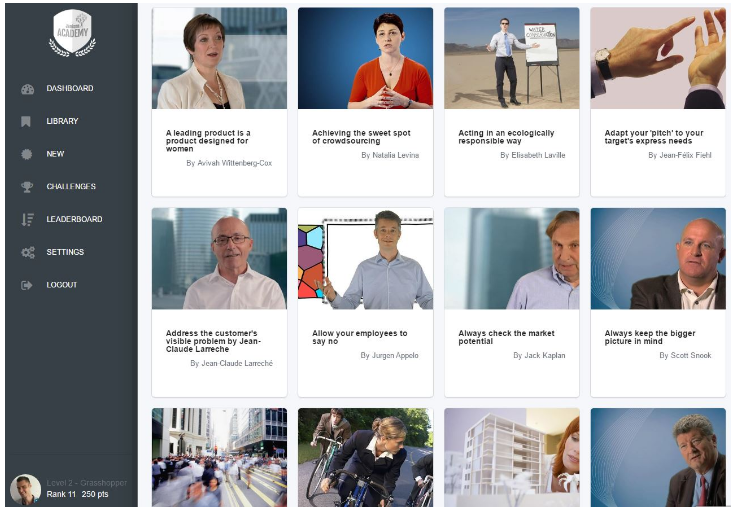 ACADEMY
DASHBOARD
LIBRARY
NEW
CHALLENGES
LEADERBOARD
SETTINGS
LOGOUT
Level 2 - Grasshopper
Rank 11 250 pts
A leading product is a
product designed for
women
By Avivah Wittenberg-Cox
Achieving the sweet spot
of crowdsourcing
By Natalia Levina
Acting in an ecologically
responsible way
By Elisabeth Laville
Adapt your 'pitch' to your
target's express needs
By Jean-Félix Fiehl
Address the customer's
visible problem by Jean-
Claude Larreche
By Jean-Claude Larreché
Allow your employees to
say no
By Jurgen Appelo
Always check the market
potential
By Jack Kaplan
Always keep the bigger
picture in mind
By Scott Snook